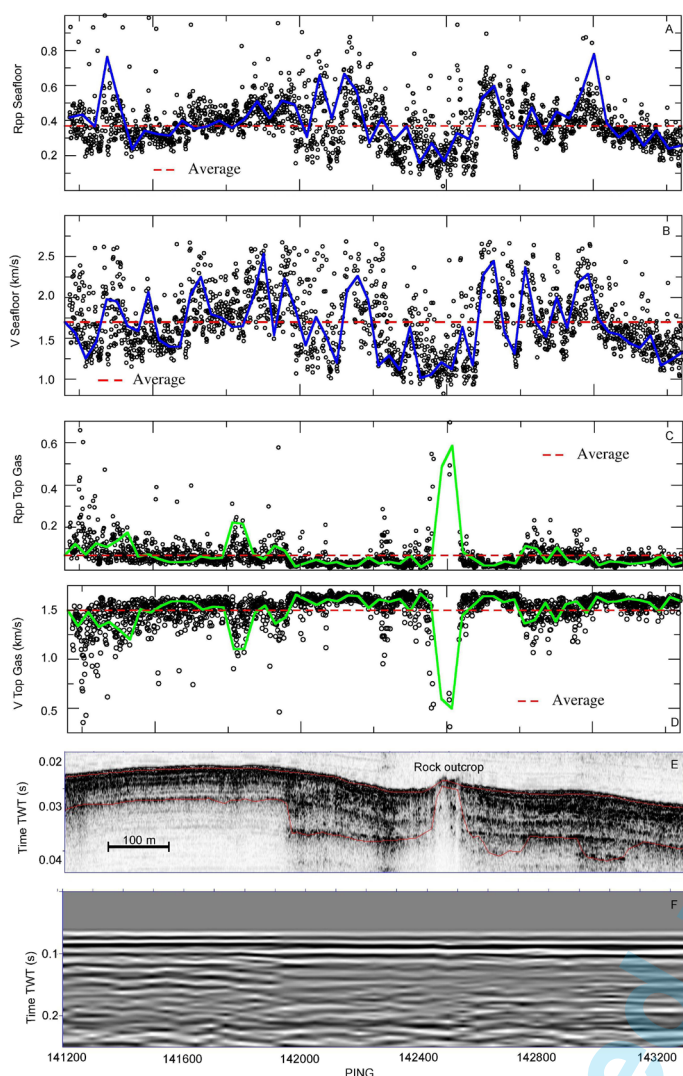 A
Rpp Seafloor
0.8
0.6
0.4
0.2
Average
B
V Seafloor (km/s)
2.5
2.0
1.5
1.0
Average
C
Rpp Top Gas
0.6
0.4
0.2
Average
D
V Top Gas (km/s)
1.5
1.0
0.5
Average
E
Time TWT (s)
0.02
0.03
0.04
Rock outcrop
100 m
F
Time TWT (s)
0.1
0.2
141200 141600 142000 142400 142800 143200
PING
ed